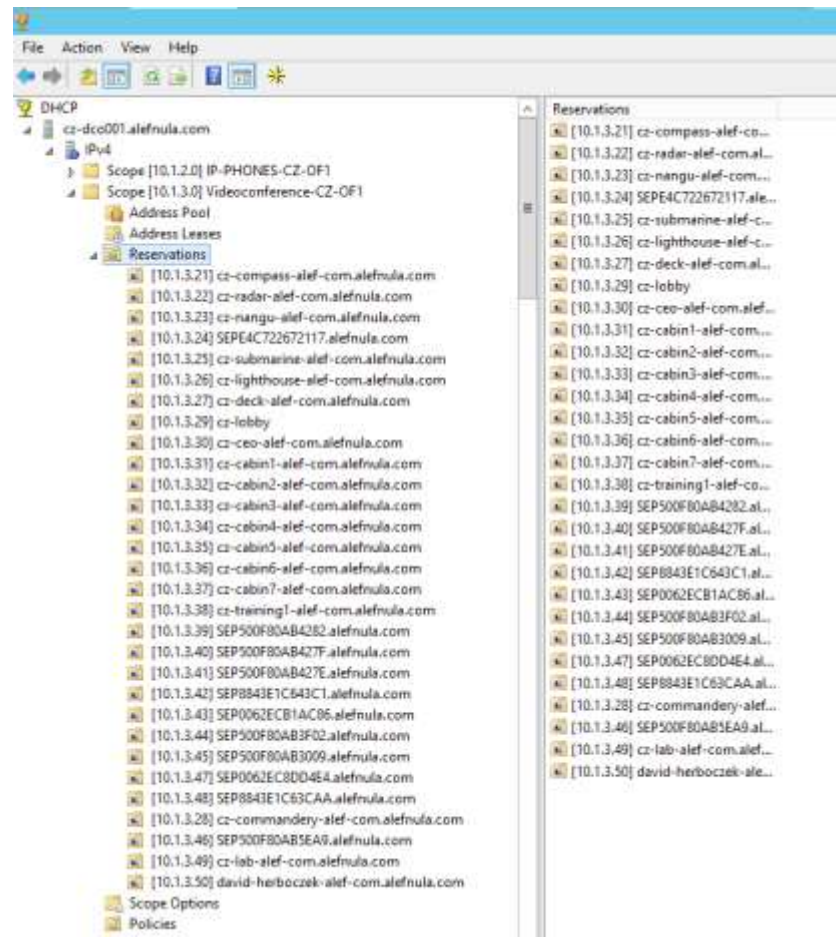 File Action View Help
DHCP
cz-dco001.alefnula.com
IPv4
Scope [10.1.2.0] IP-PHONES-CZ-OF1
Scope [10.1.3.0] Videoconference-CZ-OF1
Address Pool
Address Leases
Reservations
[10.1.3.21] cz-compass-alef-com.alefnula.com
[10.1.3.22] cz-radar-alef-com.alefnula.com
[10.1.3.23] cz-nangu-alef-com.alefnula.com
[10.1.3.24] SEPE4C722672117.alefnula.com
[10.1.3.25] cz-submarine-alef-com.alefnula.com
[10.1.3.26] cz-lighthouse-alef-com.alefnula.com
[10.1.3.27] cz-deck-alef-com.alefnula.com
[10.1.3.29] cz-lobby
[10.1.3.30] cz-ceo-alef-com.alefnula.com
[10.1.3.31] cz-cabin1-alef-com.alefnula.com
[10.1.3.32] cz-cabin2-alef-com.alefnula.com
[10.1.3.33] cz-cabin3-alef-com.alefnula.com
[10.1.3.34] cz-cabin4-alef-com.alefnula.com
[10.1.3.35] cz-cabin5-alef-com.alefnula.com
[10.1.3.36] cz-cabin6-alef-com.alefnula.com
[10.1.3.37] cz-cabin7-alef-com.alefnula.com
[10.1.3.38] cz-training1-alef-com.alefnula.com
[10.1.3.39] SEP500F80AB4282.alefnula.com
[10.1.3.40] SEP500F80AB427F.alefnula.com
[10.1.3.41] SEP500F80AB427E.alefnula.com
[10.1.3.42] SEP8843E1C643C1.alefnula.com
[10.1.3.43] SEP0062ECB1AC86.alefnula.com
[10.1.3.44] SEP500F80AB3F02.alefnula.com
[10.1.3.45] SEP500F80AB3009.alefnula.com
[10.1.3.47] SEP0062EC8DD4E4.alefnula.com
[10.1.3.48] SEP8843E1C63CAA.alefnula.com
[10.1.3.28] cz-commandery-alef-com.alefnula.com
[10.1.3.46] SEP500F80AB5EA9.alefnula.com
[10.1.3.49] cz-lab-alef-com.alefnula.com
[10.1.3.50] david-herboczek-alef-com.alefnula.com
Scope Options
Policies
Reservations
[10.1.3.21] cz-compass-alef-co...
[10.1.3.22] cz-radar-alef-com.al...
[10.1.3.23] cz-nangu-alef-com....
[10.1.3.24] SEPE4C722672117.ale...
[10.1.3.25] cz-submarine-alef-c...
[10.1.3.26] cz-lighthouse-alef-c...
[10.1.3.27] cz-deck-alef-com.al...
[10.1.3.29] cz-lobby
[10.1.3.30] cz-ceo-alef-com.alef...
[10.1.3.31] cz-cabin1-alef-com....
[10.1.3.32] cz-cabin2-alef-com....
[10.1.3.33] cz-cabin3-alef-com....
[10.1.3.34] cz-cabin4-alef-com....
[10.1.3.35] cz-cabin5-alef-com....
[10.1.3.36] cz-cabin6-alef-com....
[10.1.3.37] cz-cabin7-alef-com....
[10.1.3.38] cz-training1-alef-co...
[10.1.3.39] SEP500F80AB4282.al...
[10.1.3.40] SEP500F80AB427F.al...
[10.1.3.41] SEP500F80AB427E.al...
[10.1.3.42] SEP8843E1C643C1.al...
[10.1.3.43] SEP0062ECB1AC86.al...
[10.1.3.44] SEP500F80AB3F02.al...
[10.1.3.45] SEP500F80AB3009.al...
[10.1.3.47] SEP0062EC8DD4E4.al...
[10.1.3.48] SEP8843E1C63CAA.al...
[10.1.3.28] cz-commandery-alef...
[10.1.3.46] SEP500F80AB5EA9.al...
[10.1.3.49] cz-lab-alef-com.alef...
[10.1.3.50] david-herboczek-ale...